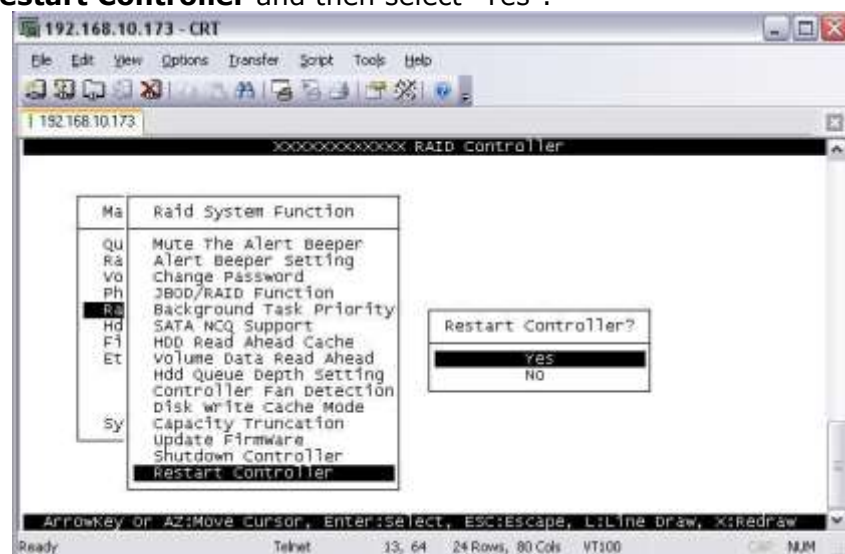 estart Controller and then select "Yes".
192.168.10.173 - CRT
File Edit View Options Transfer Script Tools Help
192.168.10.173
XXXXXXXXXXXX RAID Controller
Ma
Raid System Function
Qu
Mute The Alert Beeper
Ra
Alert Beeper Setting
Vo
Change Password
Ph
JBOD/RAID Function
Ra
Background Task Priority
Hd
SATA NCQ Support
Fi
HDD Read Ahead Cache
Et
Volume Data Read Ahead
Hdd Queue Depth Setting
Controller Fan Detection
Disk Write Cache Mode
Sy
Capacity Truncation
Update Firmware
Shutdown Controller
Restart Controller
Restart Controller?
Yes
No
ArrowKey Or AZ:Move Cursor, Enter:Select, ESC:Escape, L:Line Draw, X:Redraw
Ready Telnet 13, 64 24 Rows, 80 Cols VT100 CAP NUM